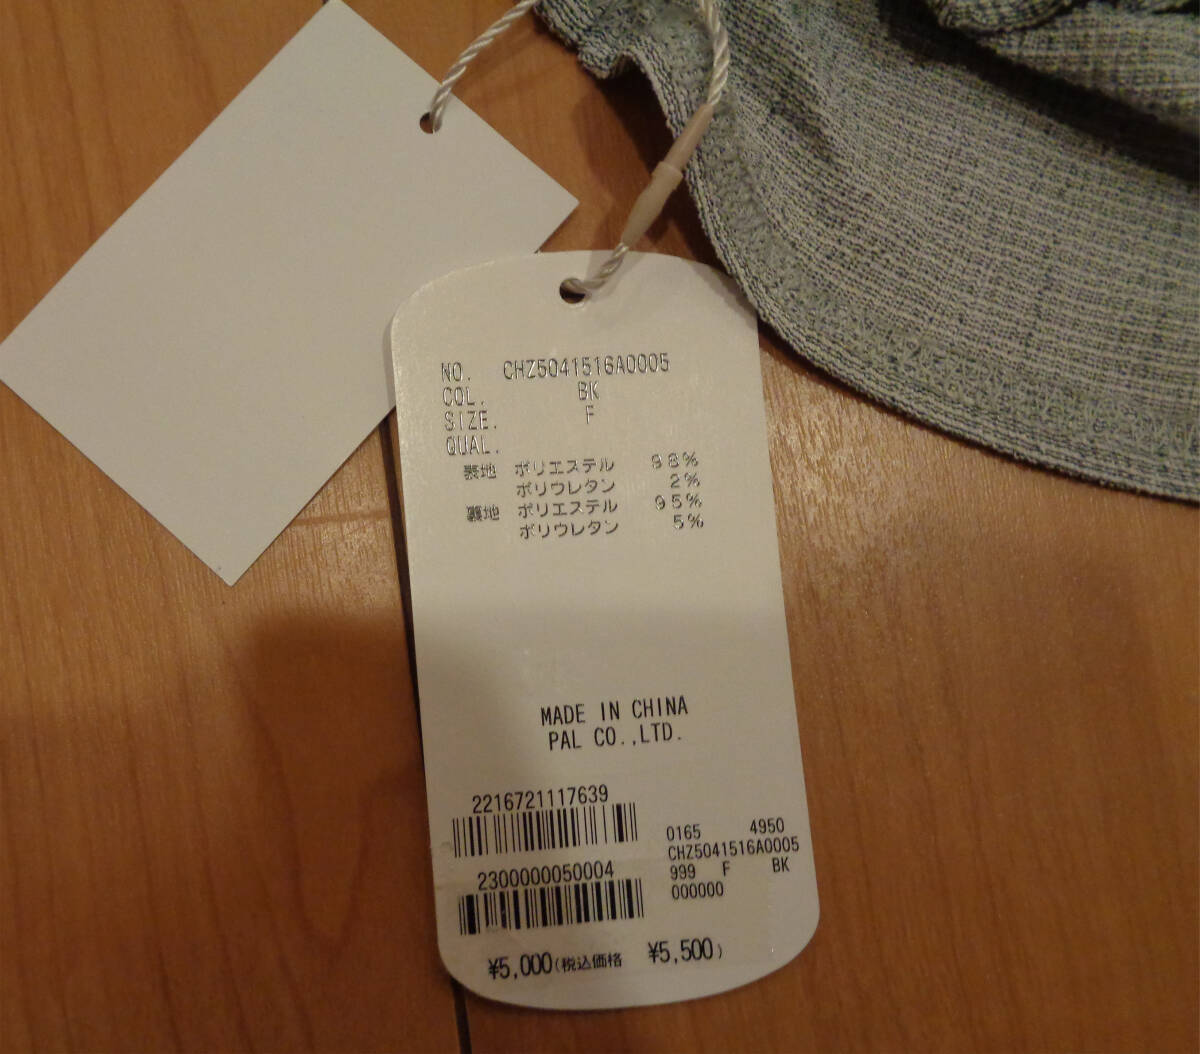 NO. CHZ5041516A0005
COL. BK
SIZE. F
QUAL.
表地 ポリエステル 98%
ポリウレタン 2%
裏地 ポリエステル 95%
ポリウレタン 5%
MADE IN CHINA
PAL CO.,LTD.
2216721117639
2300000050004
0165 4950
CHZ5041516A0005
999 F BK
000000
¥5,000(税込価格 ¥5,500)